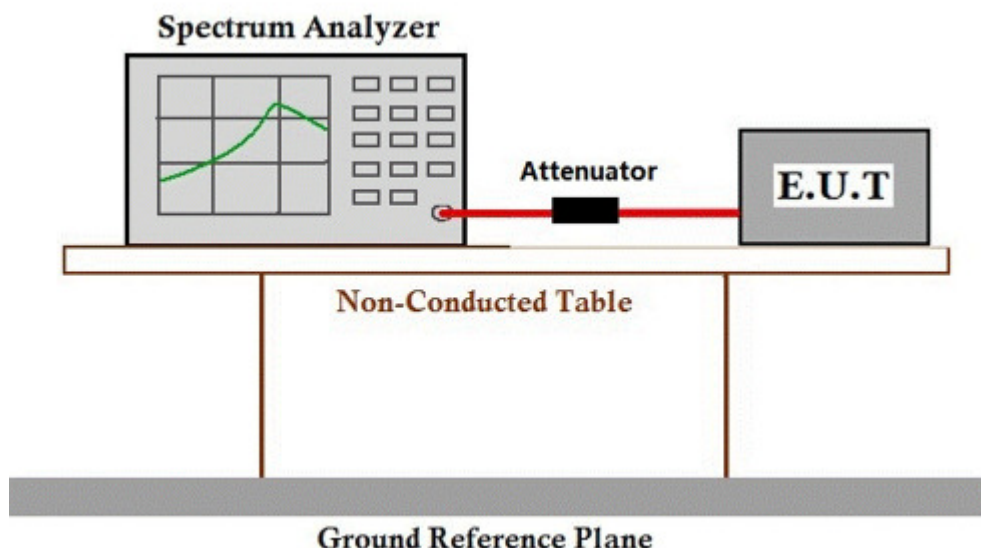 Spectrum Analyzer
Attenuator
E.U.T
Non-Conducted Table
Ground Reference Plane